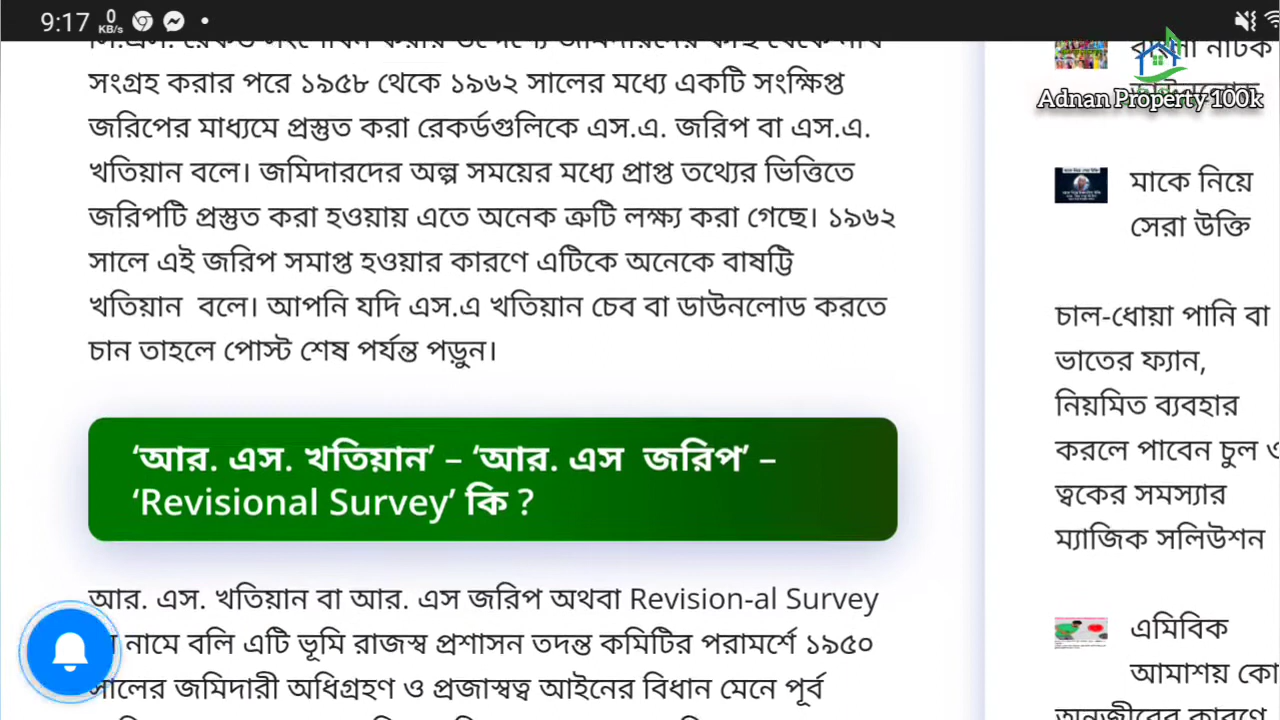 9:17 0 KB/s
সংগ্রহ করার পরে ১৯৫৮ থেকে ১৯৬২ সালের মধ্যে একটি সংক্ষিপ্ত
জরিপের মাধ্যমে প্রস্তুত করা রেকর্ডগুলিকে এস.এ. জরিপ বা এস.এ.
খতিয়ান বলে। জমিদারদের অল্প সময়ের মধ্যে প্রাপ্ত তথ্যের ভিত্তিতে
জরিপটি প্রস্তুত করা হওয়ায় এতে অনেক ত্রুটি লক্ষ্য করা গেছে। ১৯৬২
সালে এই জরিপ সমাপ্ত হওয়ার কারণে এটিকে অনেকে বাষট্টি
খতিয়ান বলে। আপনি যদি এস.এ খতিয়ান চেব বা ডাউনলোড করতে
চান তাহলে পোস্ট শেষ পর্যন্ত পড়ুন।
‘আর. এস. খতিয়ান’ – ‘আর. এস জরিপ’ –
‘Revisional Survey’ কি ?
আর. এস. খতিয়ান বা আর. এস জরিপ অথবা Revision-al Survey
নামে বলি এটি ভূমি রাজস্ব প্রশাসন তদন্ত কমিটির পরামর্শে ১৯৫০
সালের জমিদারী অধিগ্রহণ ও প্রজাস্বত্ব আইনের বিধান মেনে পূর্ব
Adnan Property 100k
মাকে নিয়ে
সেরা উক্তি
চাল-ধোয়া পানি বা
ভাতের ফ্যান,
নিয়মিত ব্যবহার
করলে পাবেন চুল ও
ত্বকের সমস্যার
ম্যাজিক সলিউশন
এমিবিক
আমাশয় কো